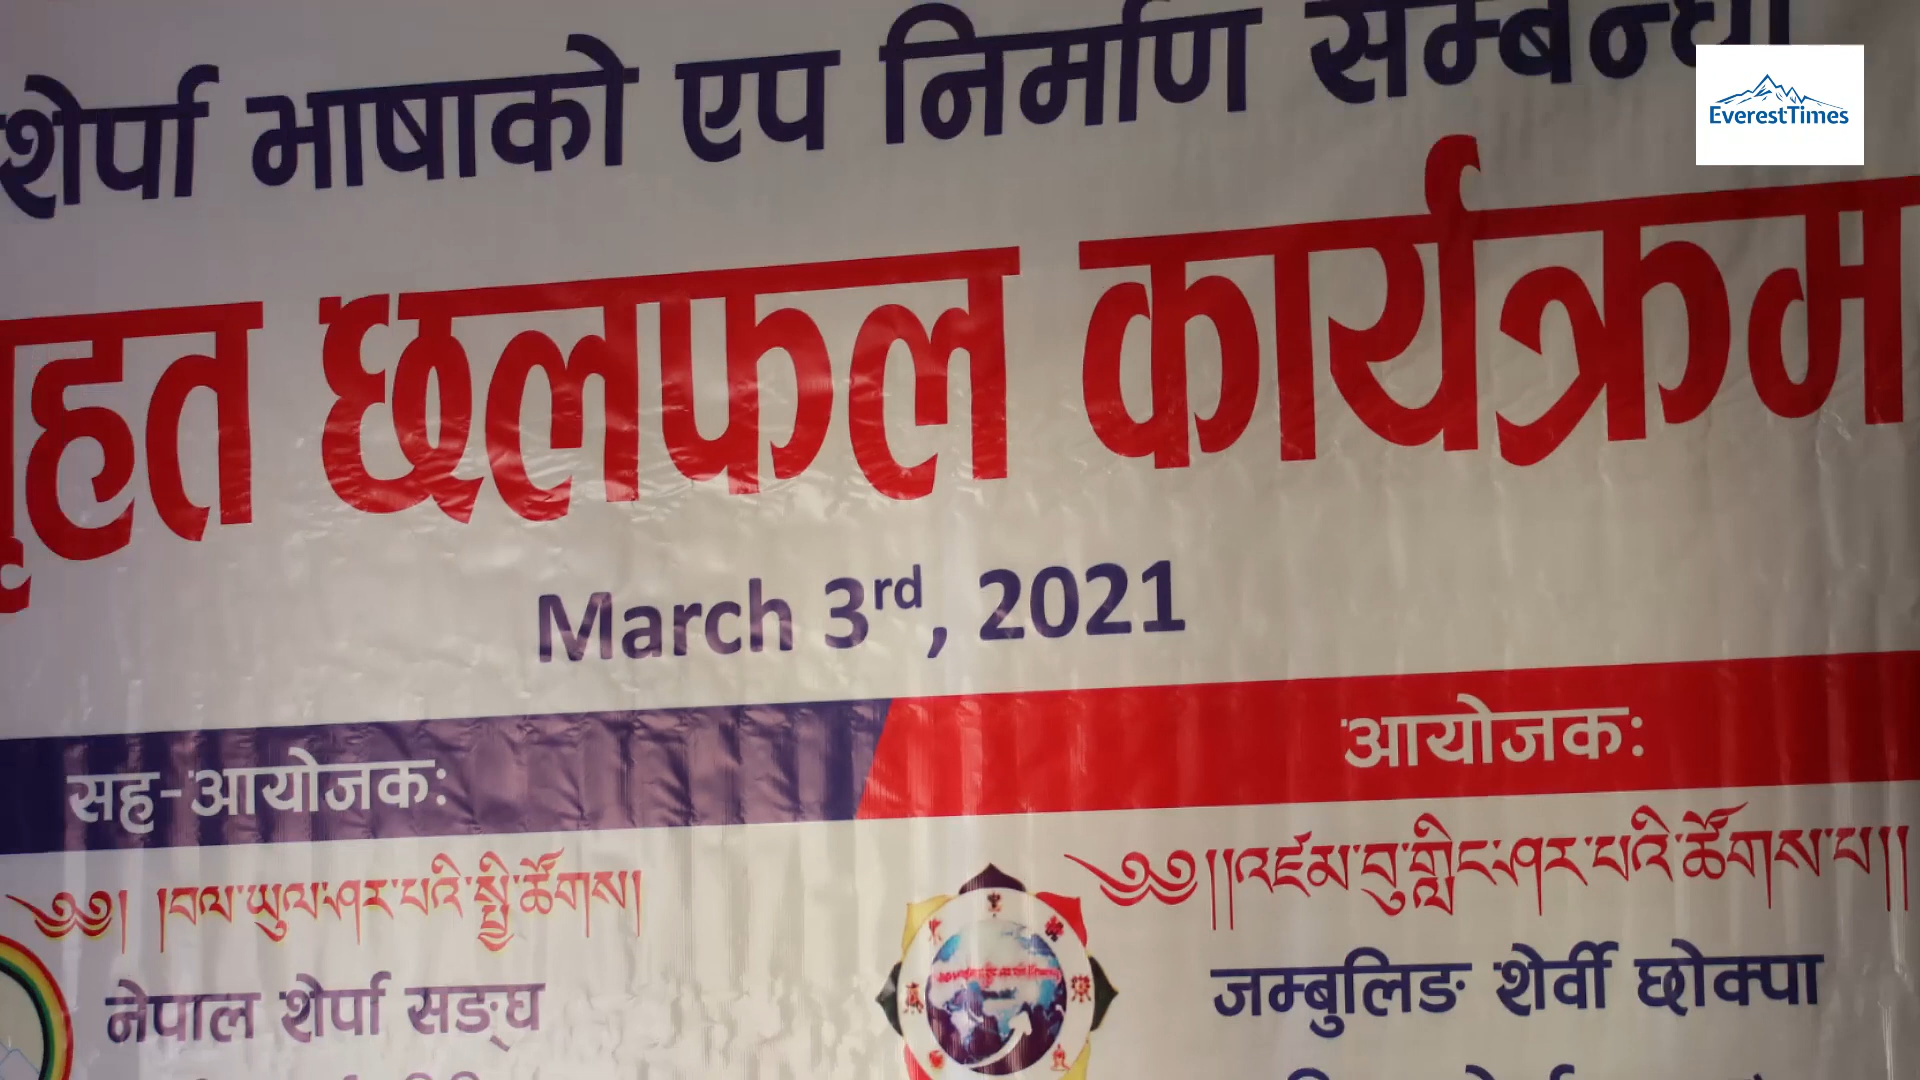 शेर्पा भाषाको एप निर्माण सम्बन्धी
EverestTimes
वृहत छलफल कार्यक्रम
March 3rd, 2021
सह-आयोजक:
आयोजक:
༄༅། །བལ་ཡུལ་ཤར་པའི་སྤྱི་ཚོགས།
༄༅།།འཛམ་བུ་གླིང་ཤར་པའི་ཚོགས་པ།།
नेपाल शेर्पा सङ्घ
जम्बुलिङ शेर्वी छोक्पा